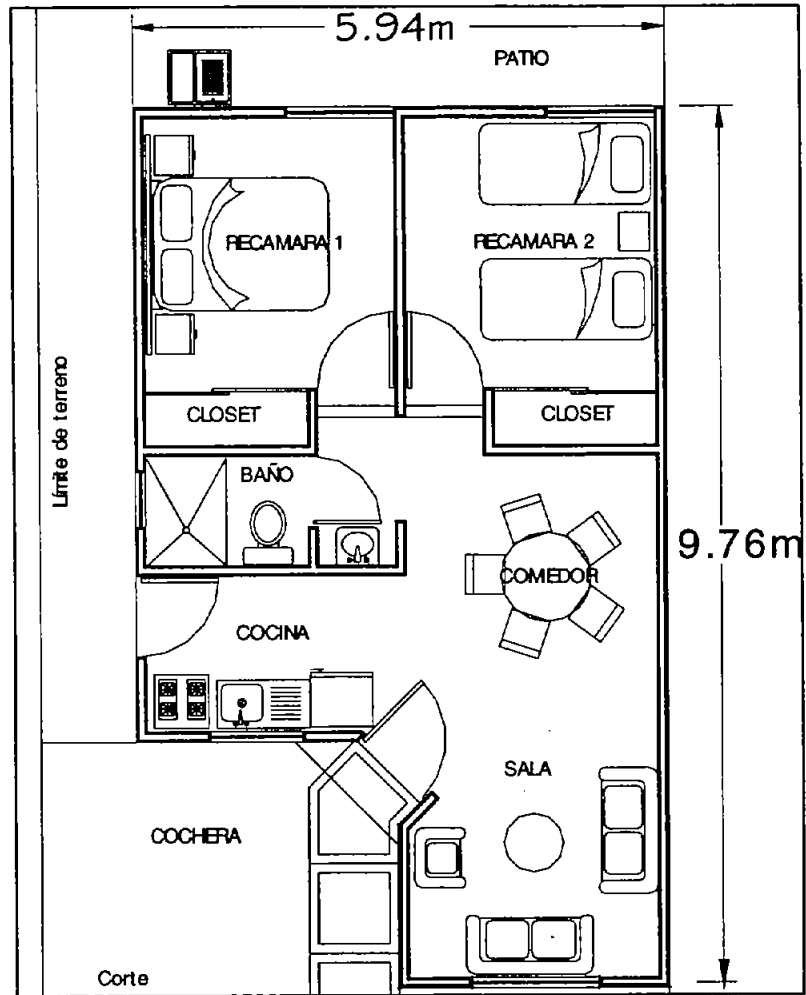 5.94m
PATIO
RECAMARA 1
RECAMARA 2
CLOSET
CLOSET
Límite de terreno
BAÑO
9.76m
COMEDOR
COCINA
SALA
COCHERA
Corte